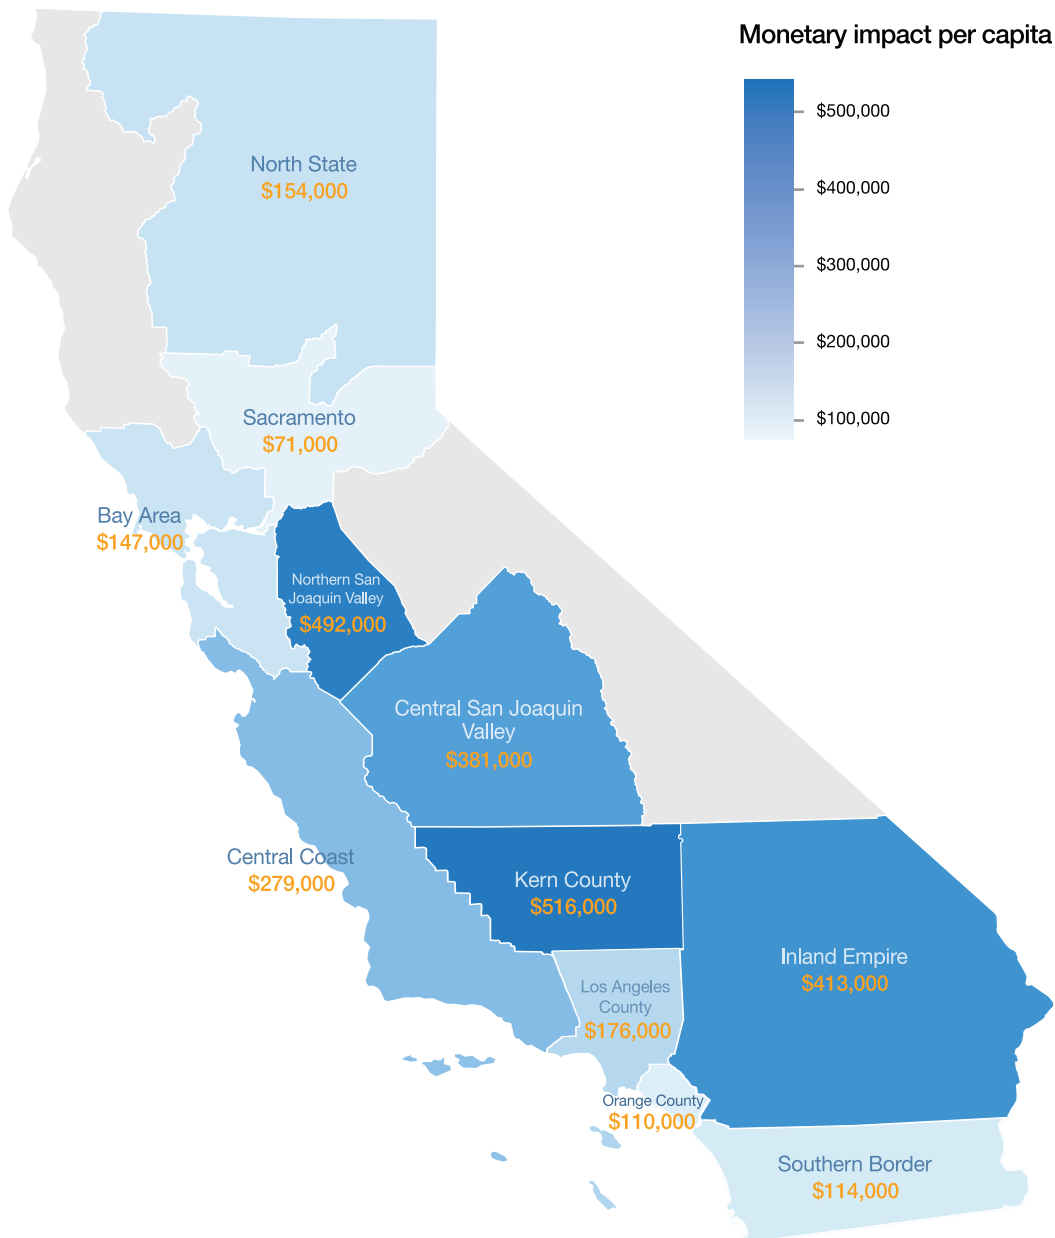 Monetary impact per capita
$500,000
$400,000
$300,000
$200,000
$100,000
North State
$154,000
Sacramento
$71,000
Bay Area
$147,000
Northern San
Joaquin Valley
$492,000
Central San Joaquin
Valley
$381,000
Central Coast
$279,000
Kern County
$516,000
Inland Empire
$413,000
Los Angeles
County
$176,000
Orange County
$110,000
Southern Border
$114,000